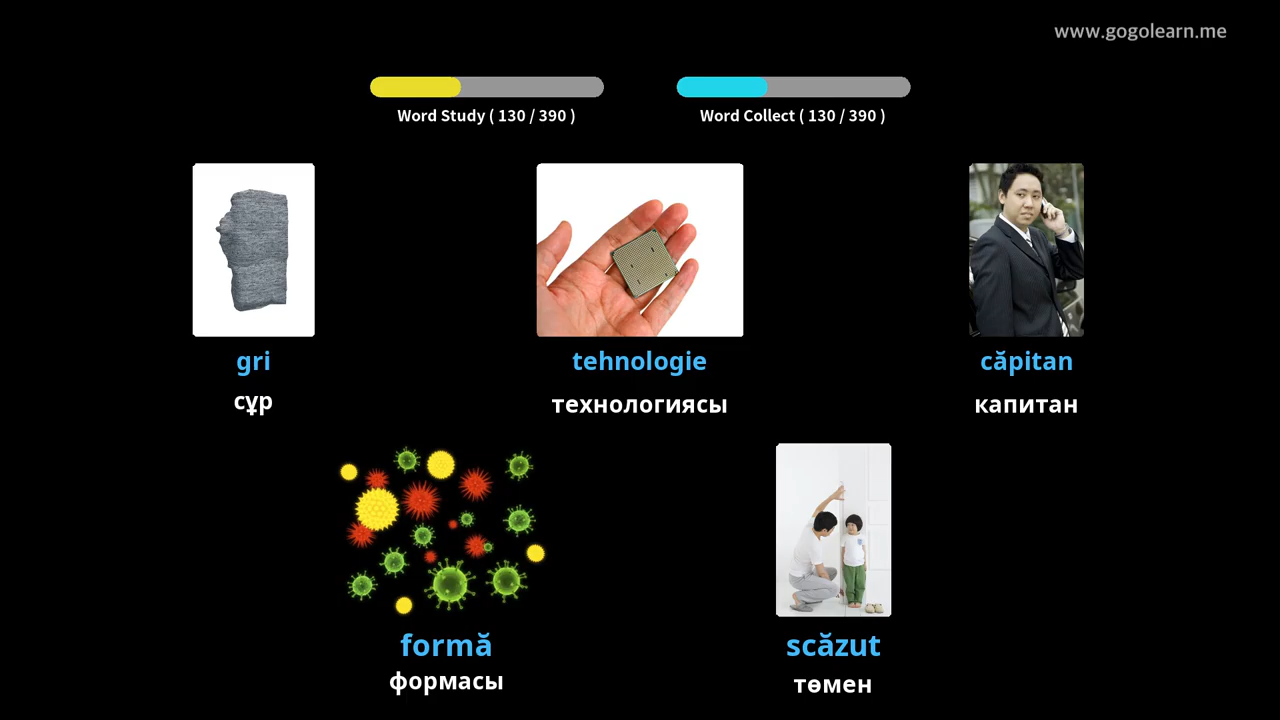 www.gogolearn.me
Word Study ( 130 / 390 )
Word Collect ( 130 / 390 )
gri
сұр
tehnologie
технологиясы
căpitan
капитан
formă
формасы
scăzut
төмен